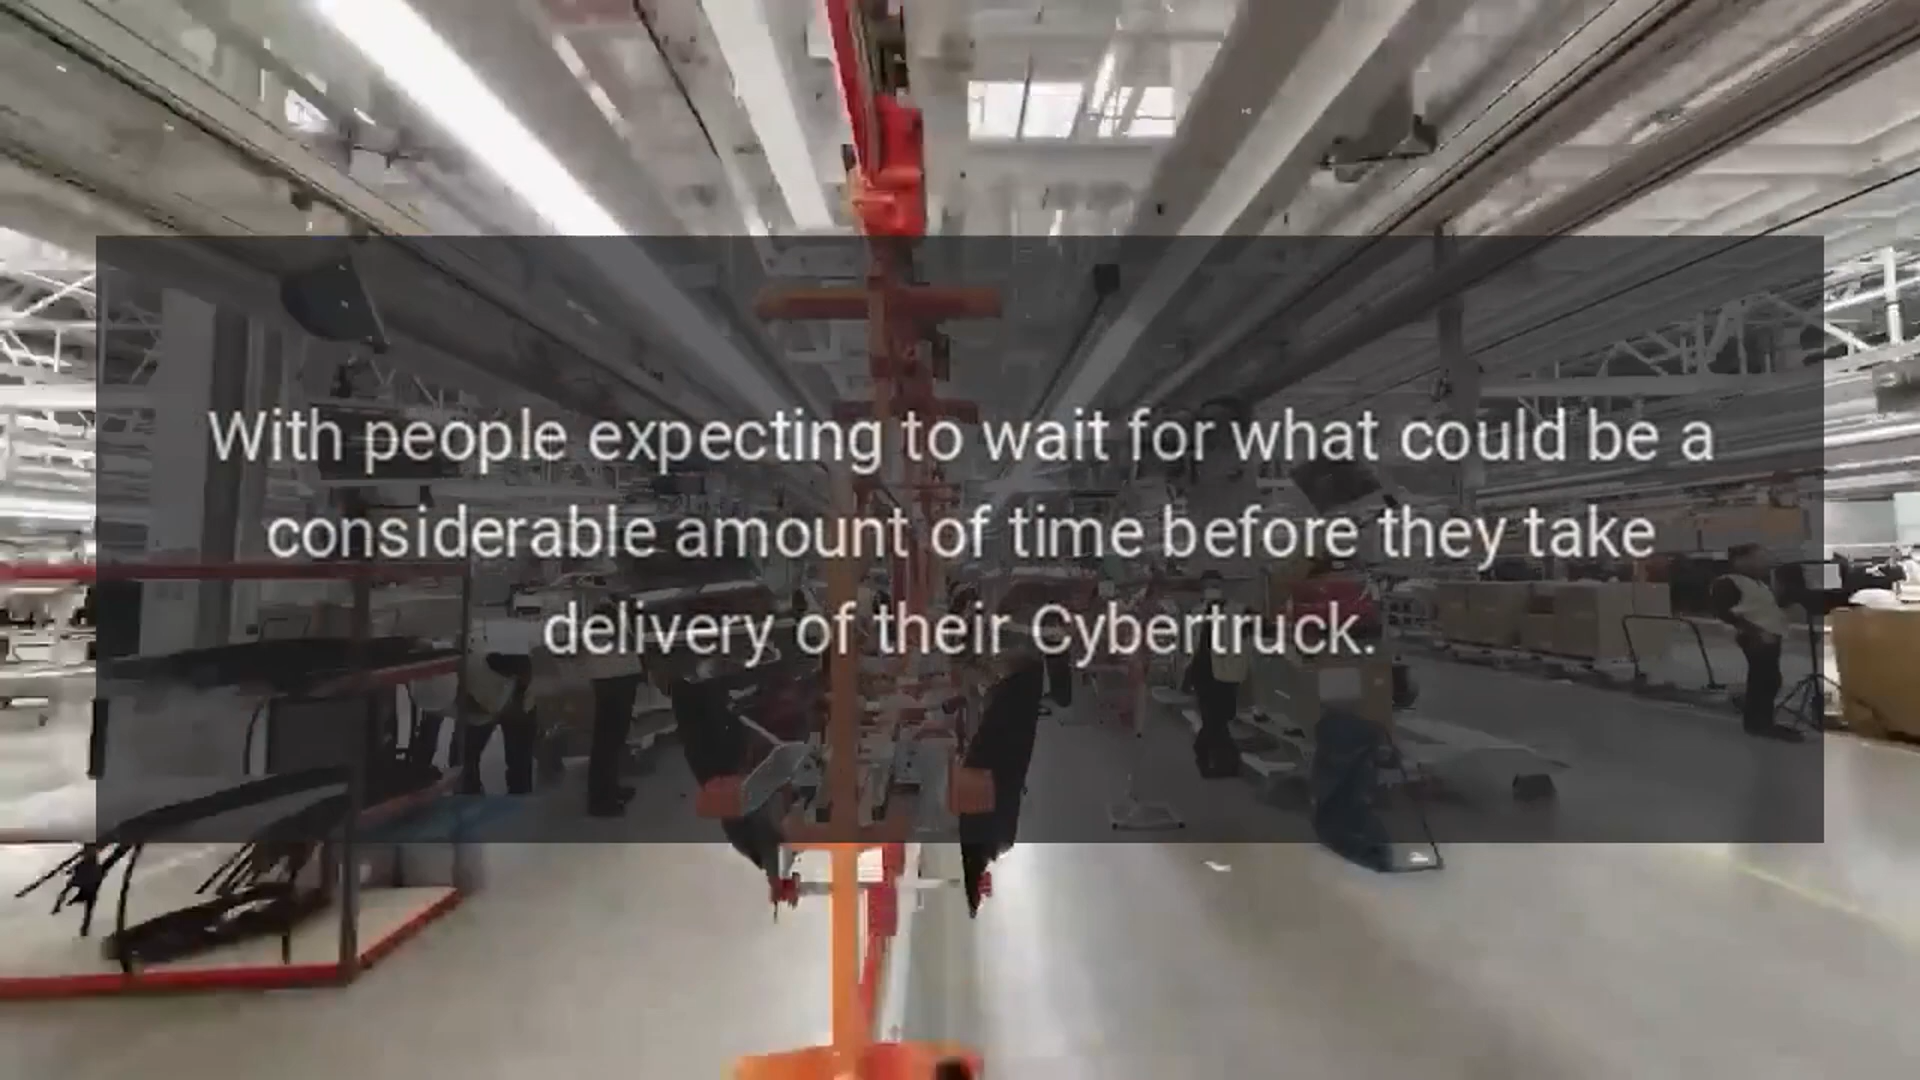 With people expecting to wait for what could be a
considerable amount of time before they take
delivery of their Cybertruck.